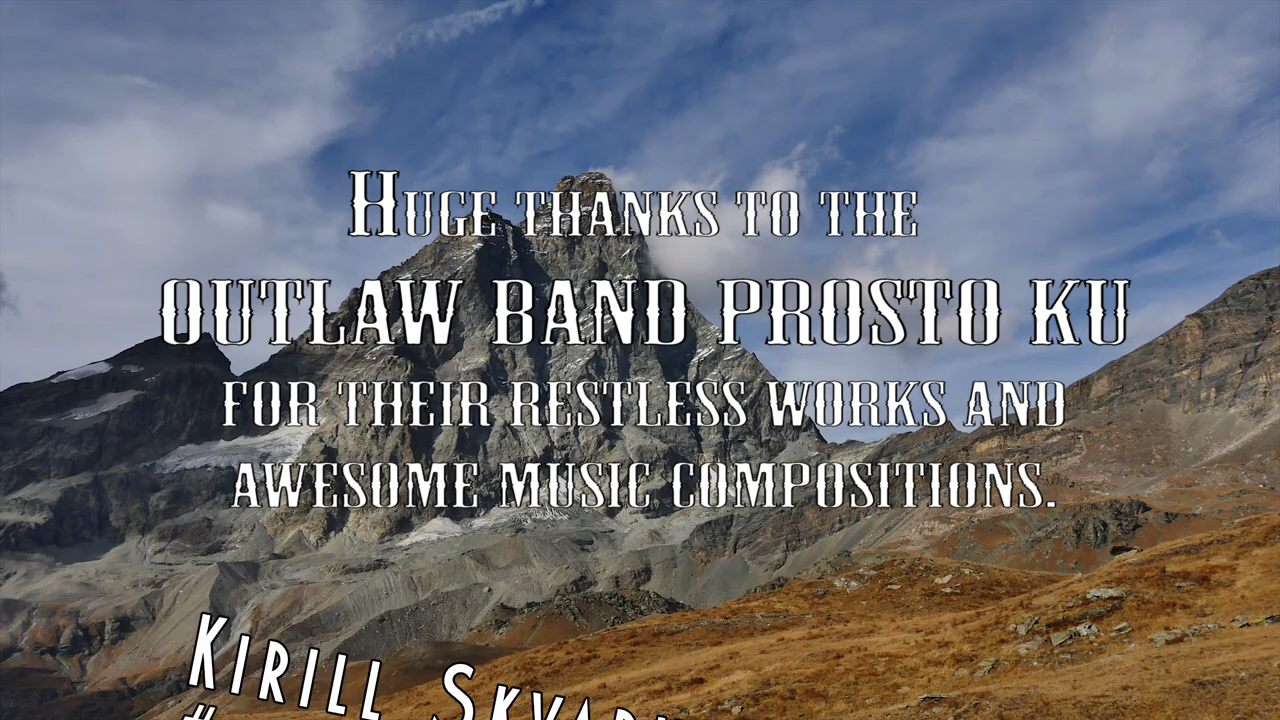 Huge thanks to the
OUTLAW BAND PROSTO KU
for their restless works and
awesome music compositions.
Kirill
#